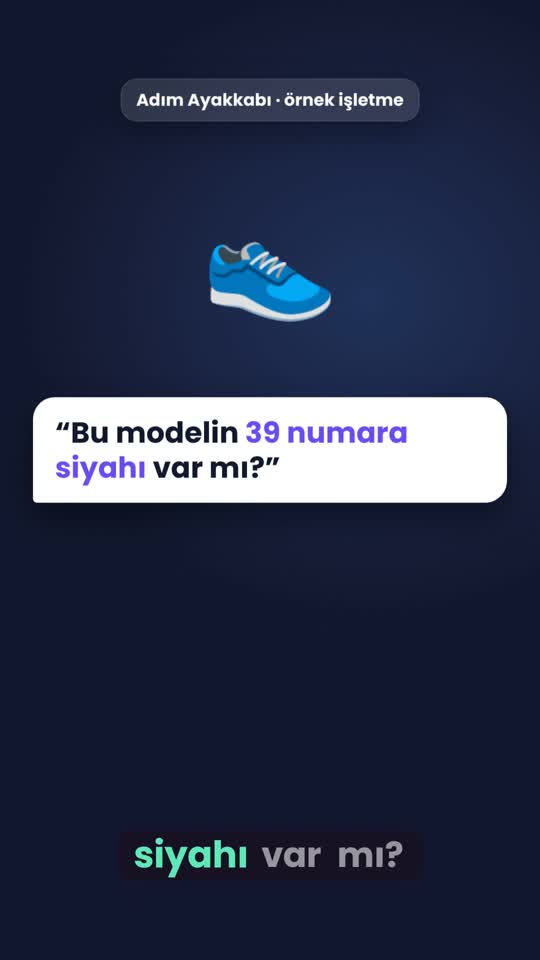 Adım Ayakkabı · örnek işletme
“Bu modelin 39 numara
siyahı var mı?”
siyahı var mı?